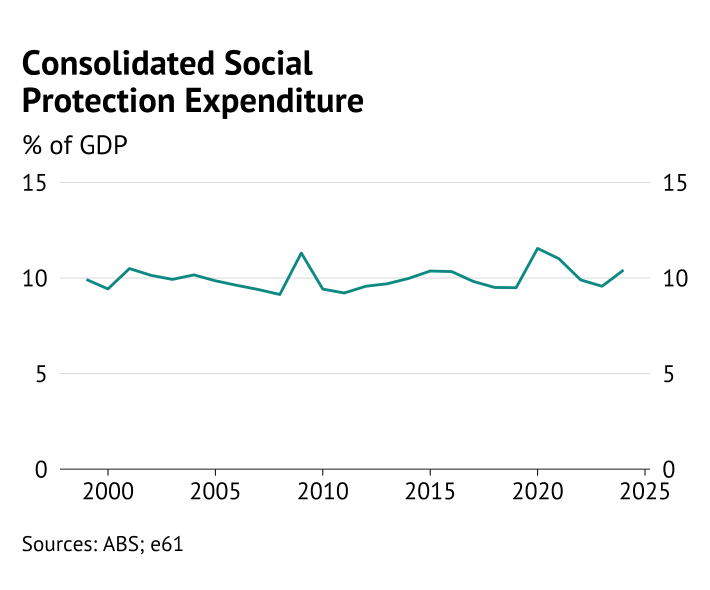 Consolidated Social
Protection Expenditure
% of GDP
15 15
10 10
5 5
0 0
2000 2005 2010 2015 2020 2025
Sources: ABS; e61